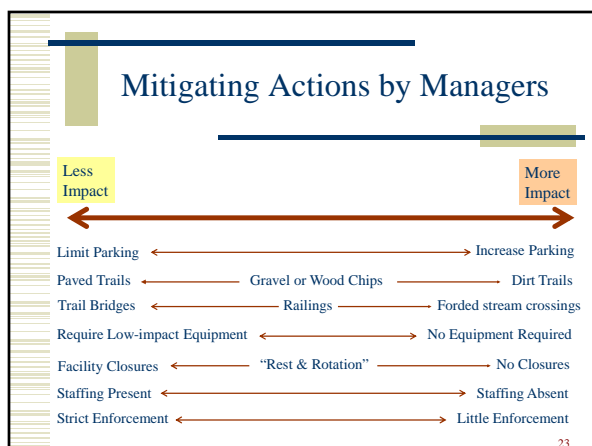 Mitigating Actions by Managers
Less
Impact
More
Impact
Limit Parking Increase Parking
Paved Trails Gravel or Wood Chips Dirt Trails
Trail Bridges Railings Forded stream crossings
Require Low-impact Equipment No Equipment Required
Facility Closures “Rest & Rotation” No Closures
Staffing Present Staffing Absent
Strict Enforcement Little Enforcement
23